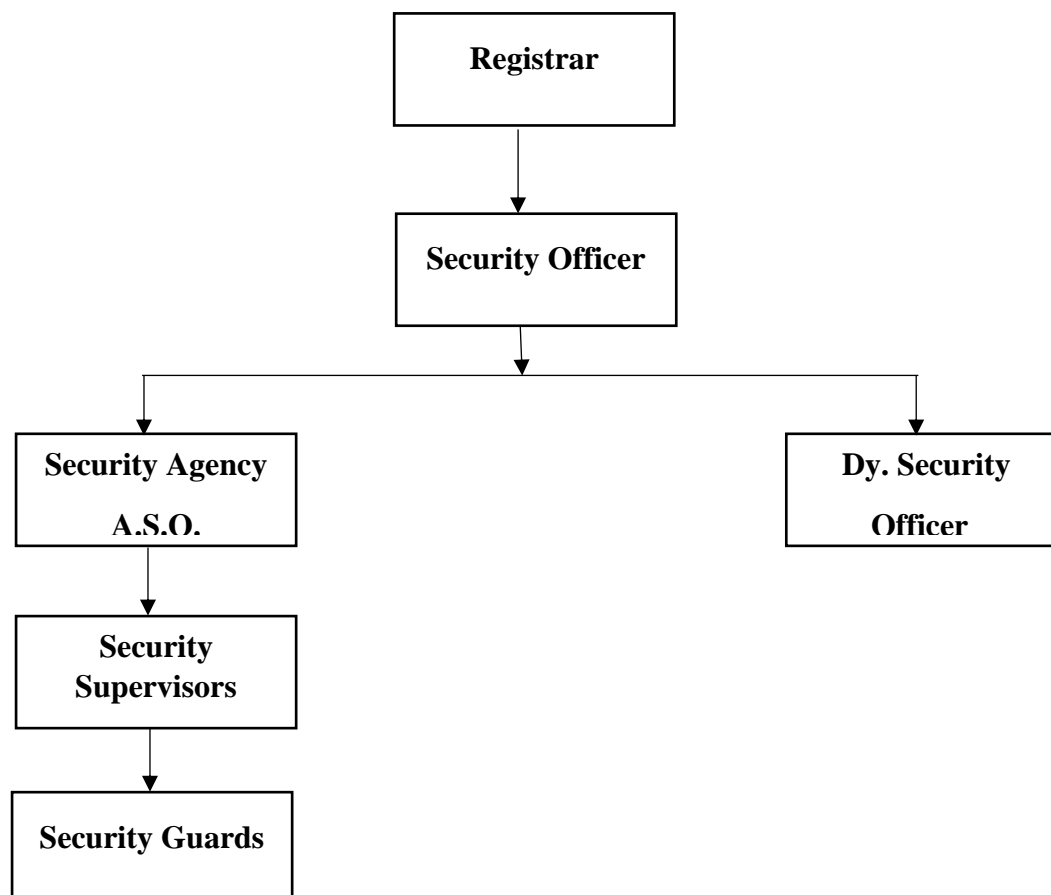 Registrar
Security Officer
Security Agency
A.S.O.
Dy. Security
Officer
Security
Supervisors
Security Guards